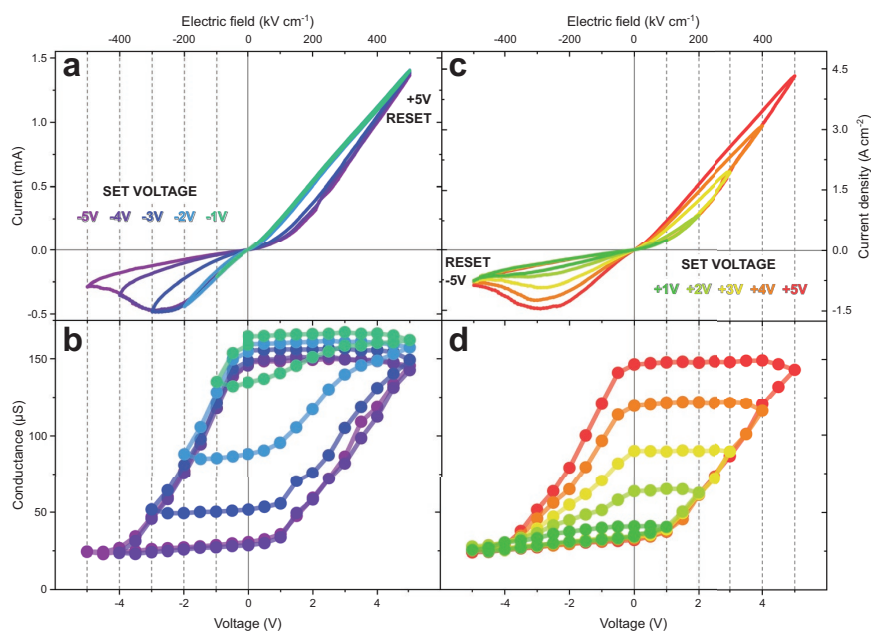 Electric field (kV cm⁻¹)
-400 -200 0 200 400
Electric field (kV cm⁻¹)
-400 -200 0 200 400
a
+5V
RESET
SET VOLTAGE
-5V -4V -3V -2V -1V
Current (mA)
1.5
1.0
0.5
0.0
-0.5
c
RESET
-5V
SET VOLTAGE
+1V +2V +3V +4V +5V
Current density (A cm⁻²)
4.5
3.0
1.5
0.0
-1.5
b
Conductance (µS)
150
100
50
0
-4 -2 0 2 4
Voltage (V)
d
-4 -2 0 2 4
Voltage (V)